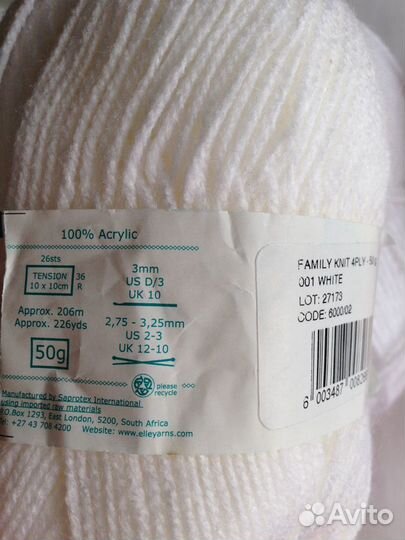 100% Acrylic
26sts
TENSION
10 x 10cm
36
R
3mm
US D/3
UK 10
Approx. 206m
Approx. 226yds
2,75 - 3,25mm
US 2-3
UK 12-10
50g
please
recycle
Manufactured by Saprotex International
using imported raw materials
P.O.Box 1293, East London, 5200, South Africa
Tel: +27 43 708 4200 Website: www.elleyarns.com
FAMILY KNIT 4PLY - 50g
001 WHITE
LOT: 27173
CODE: 6000/02
6 003487
Avito